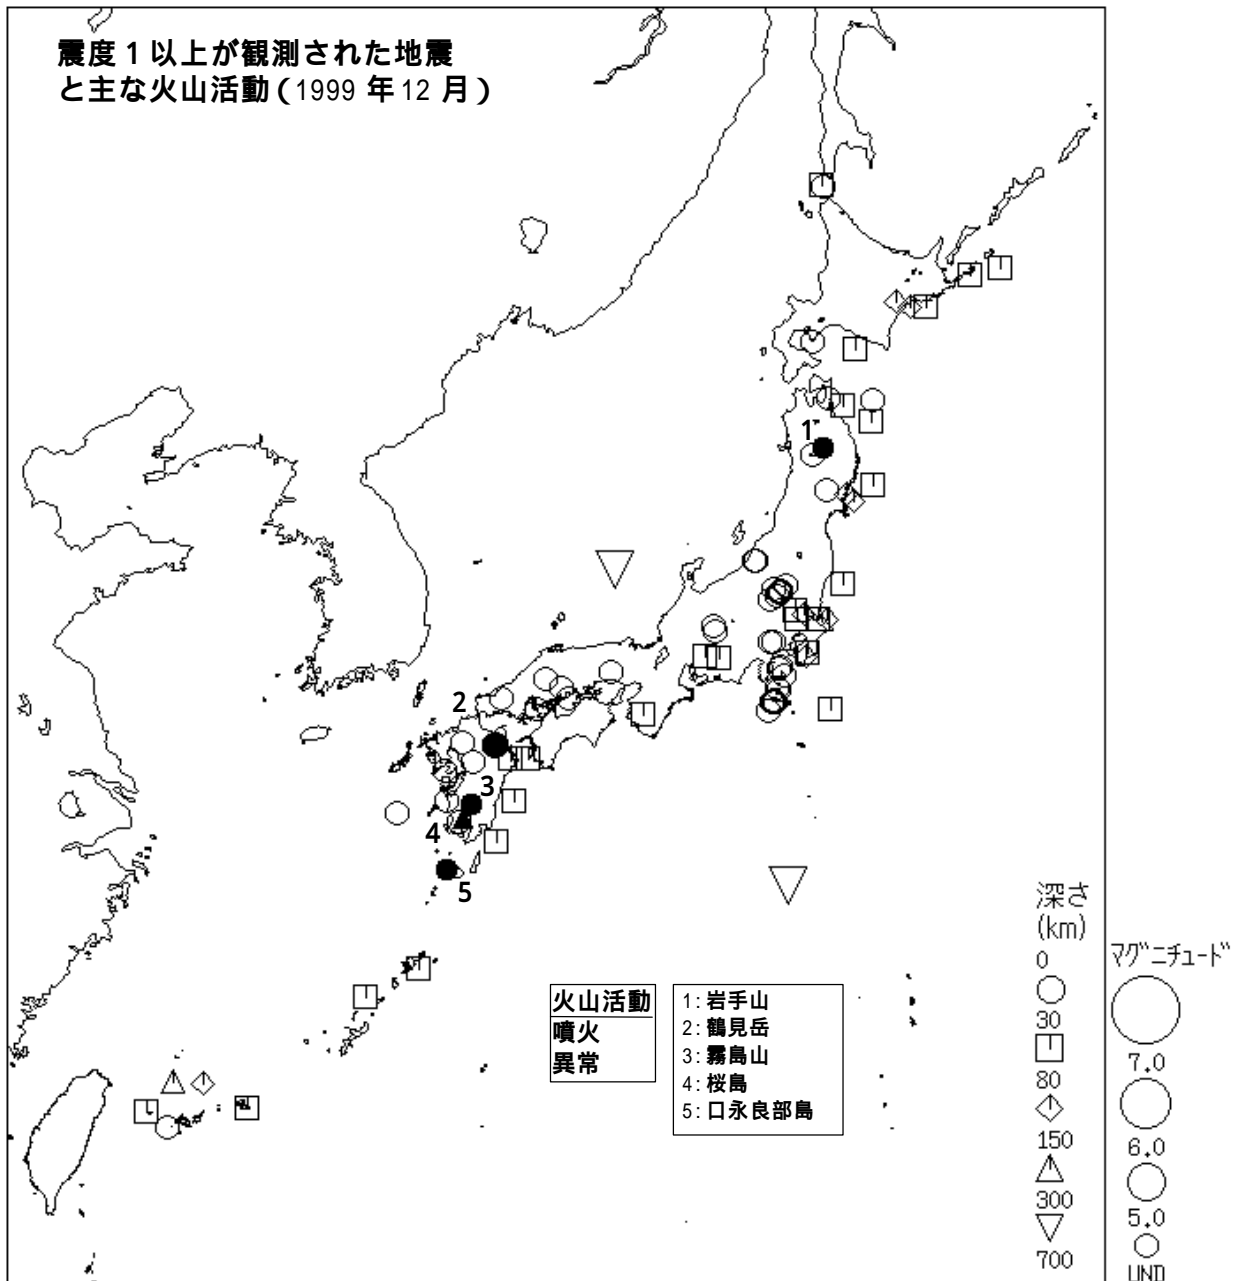 震度1以上が観測された地震
と主な火山活動(1999年12月)
1
2
3
4
5
火山活動
噴火
異常
1:岩手山
2:鶴見岳
3:霧島山
4:桜島
5:口永良部島
深さ
(km)
0
30
80
150
300
700
マグニチュード
7.0
6.0
5.0
UND